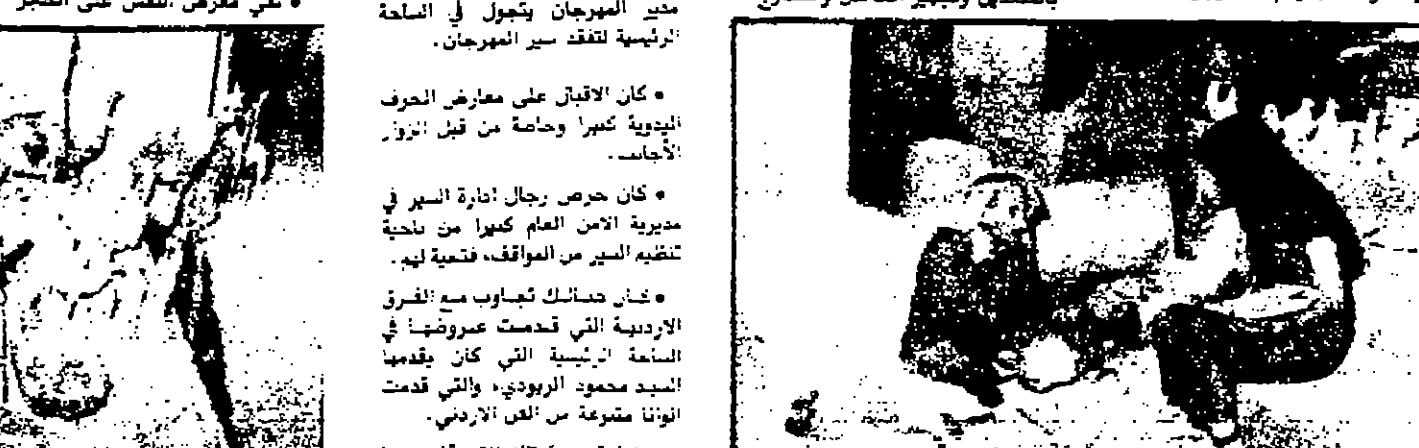 مدير المهرجان يتجول في الساحة
الرئيسية لتفقد سير المهرجان.
• كان الاقبال على معارض الحرف
اليدوية كبيرا وخاصة من قبل الزوار
الأجانب.
• كان حرص رجال ادارة السير في
مديرية الامن العام كبيرا من ناحية
تنظيم السير من المواقف، فتحية لهم.
• كان هنالك تجاوب مع الفرق
الاردنية التي قدمت عروضها في
الساحة الرئيسية التي كان يقدمها
السيد محمود الزيودي، والتي قدمت
الوانا متنوعة من الفن الاردني.